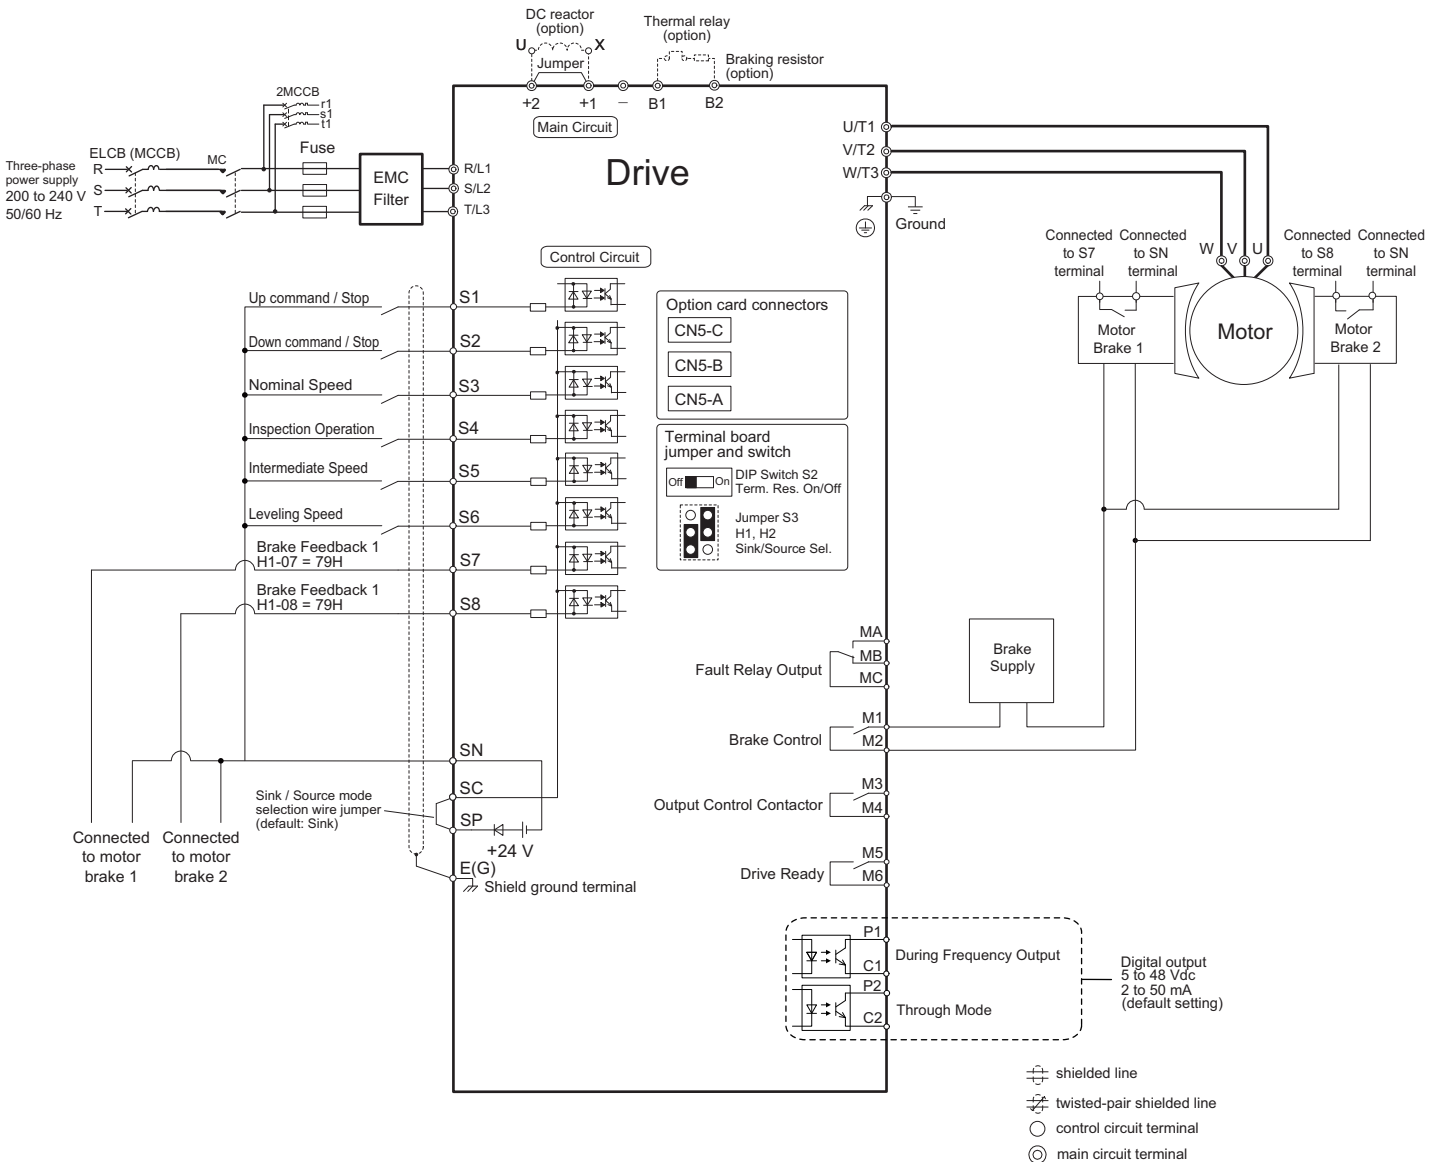 DC reactor
(option)
U
X
Jumper
Thermal relay
(option)
Braking resistor
(option)
+2
+1
–
B1
B2
Main Circuit
2MCCB
r1
s1
t1
ELCB (MCCB)
MC
Fuse
Three-phase
power supply
200 to 240 V
50/60 Hz
R
S
T
EMC
Filter
R/L1
S/L2
T/L3
Drive
U/T1
V/T2
W/T3
Ground
Control Circuit
Up command / Stop
S1
Down command / Stop
S2
Nominal Speed
S3
Inspection Operation
S4
Intermediate Speed
S5
Leveling Speed
S6
Brake Feedback 1
H1-07 = 79H
S7
Brake Feedback 1
H1-08 = 79H
S8
Option card connectors
CN5-C
CN5-B
CN5-A
Terminal board
jumper and switch
Off
On
DIP Switch S2
Term. Res. On/Off
Jumper S3
H1, H2
Sink/Source Sel.
Connected
to S7
terminal
Connected
to SN
terminal
W
V
U
Connected
to S8
terminal
Connected
to SN
terminal
Motor
Brake 1
Motor
Motor
Brake 2
Fault Relay Output
MA
MB
MC
Brake
Supply
Brake Control
M1
M2
Output Control Contactor
M3
M4
Drive Ready
M5
M6
SN
SC
SP
Sink / Source mode
selection wire jumper
(default: Sink)
+24 V
E(G)
Shield ground terminal
Connected
to motor
brake 1
Connected
to motor
brake 2
P1
C1
During Frequency Output
P2
C2
Through Mode
Digital output
5 to 48 Vdc
2 to 50 mA
(default setting)
shielded line
twisted-pair shielded line
control circuit terminal
main circuit terminal